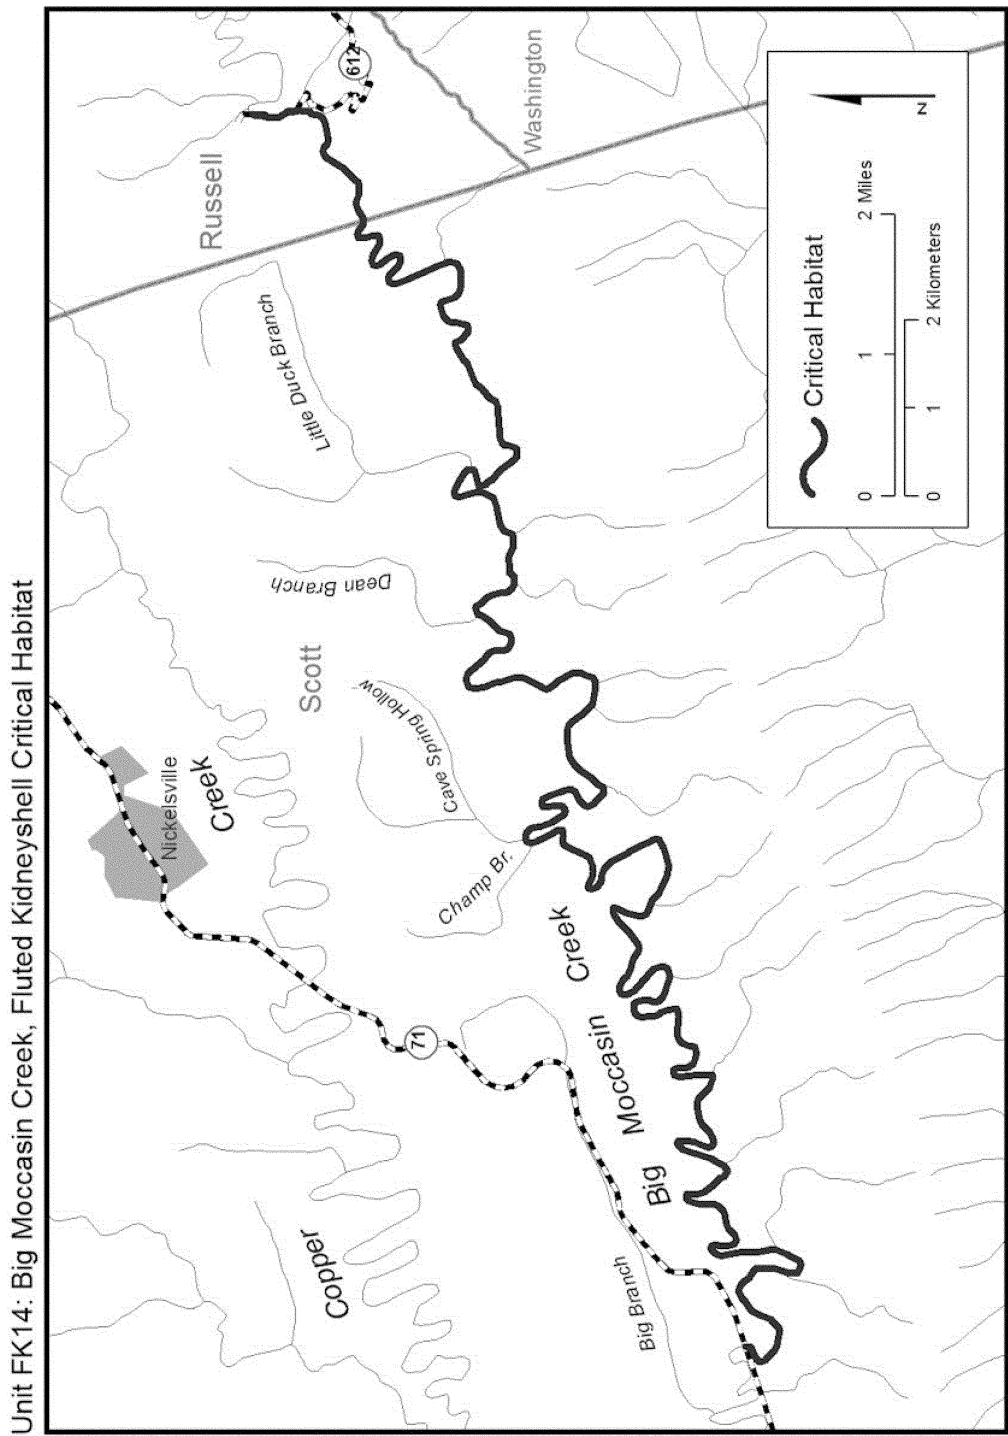 Unit FK14: Big Moccasin Creek, Fluted Kidneyshell Critical Habitat
Russell
612
Washington
Little Duck Branch
Dean Branch
Scott
Nickelsville
Cave Spring Hollow
Champ Br.
Copper Creek
71
Big Moccasin Creek
Big Branch
Critical Habitat
0 1 2 Miles
0 1 2 Kilometers
N